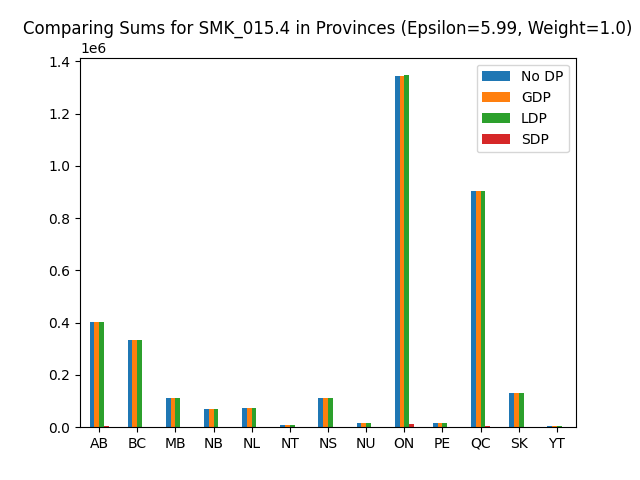 Comparing Sums for SMK_015.4 in Provinces (Epsilon=5.99, Weight=1.0)
1e6
1.4
1.2
1.0
0.8
0.6
0.4
0.2
0.0
No DP
GDP
LDP
SDP
AB BC MB NB NL NT NS NU ON PE QC SK YT